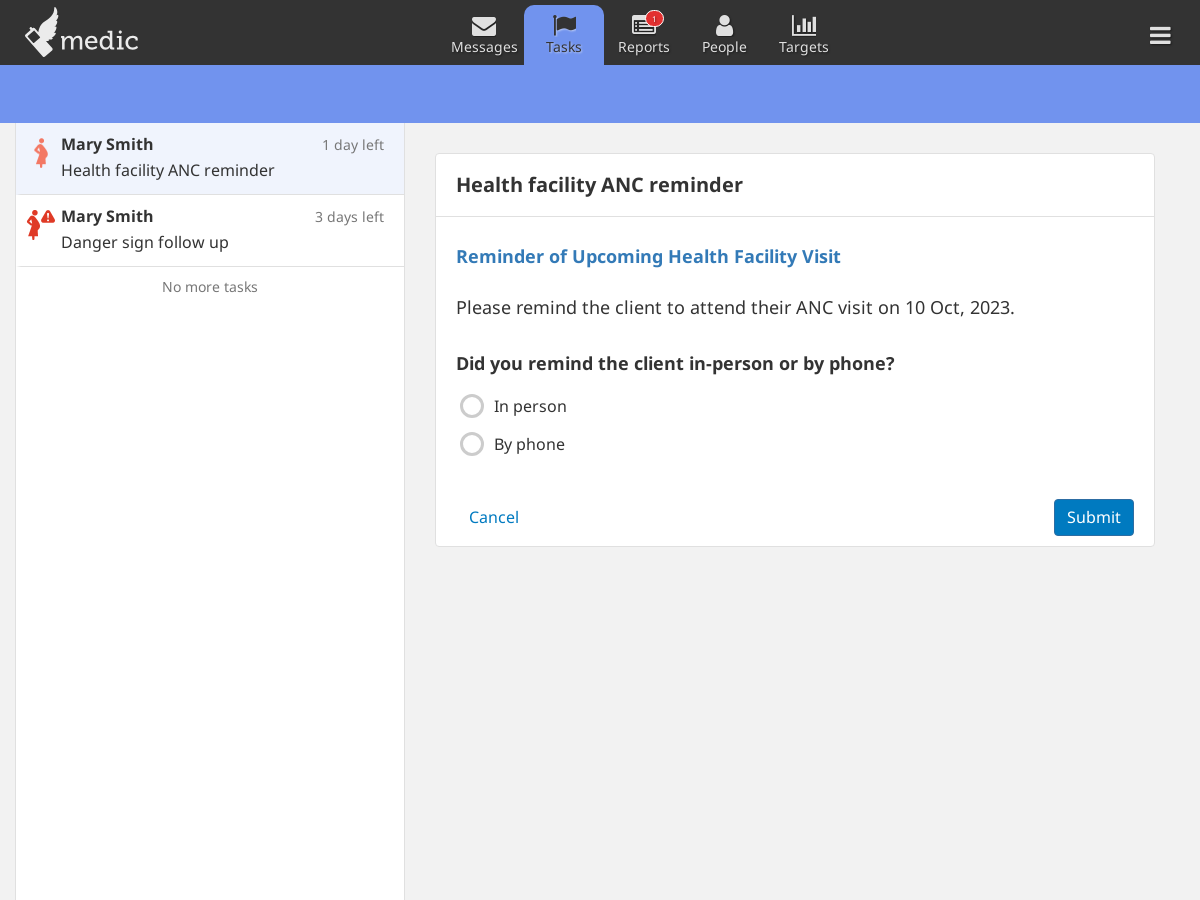 medic
Messages
Tasks
1
Reports
People
Targets
Mary Smith
1 day left
Health facility ANC reminder
Mary Smith
3 days left
Danger sign follow up
No more tasks
Health facility ANC reminder
Reminder of Upcoming Health Facility Visit
Please remind the client to attend their ANC visit on 10 Oct, 2023.
Did you remind the client in-person or by phone?
In person
By phone
Cancel
Submit